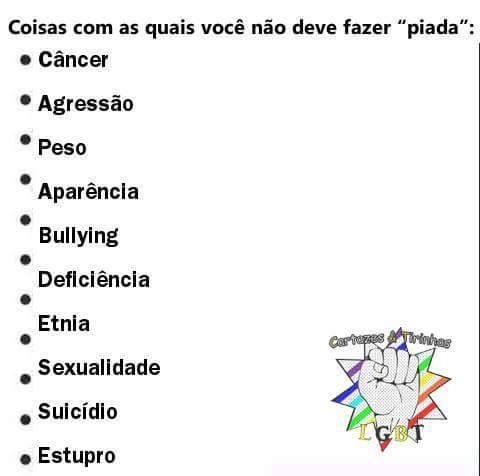 Coisas com as quais você não deve fazer “piada”:
• Câncer
• Agressão
• Peso
• Aparência
• Bullying
• Deficiência
• Etnia
• Sexualidade
• Suicídio
• Estupro
Cartazes & Tirinhas
LGBT